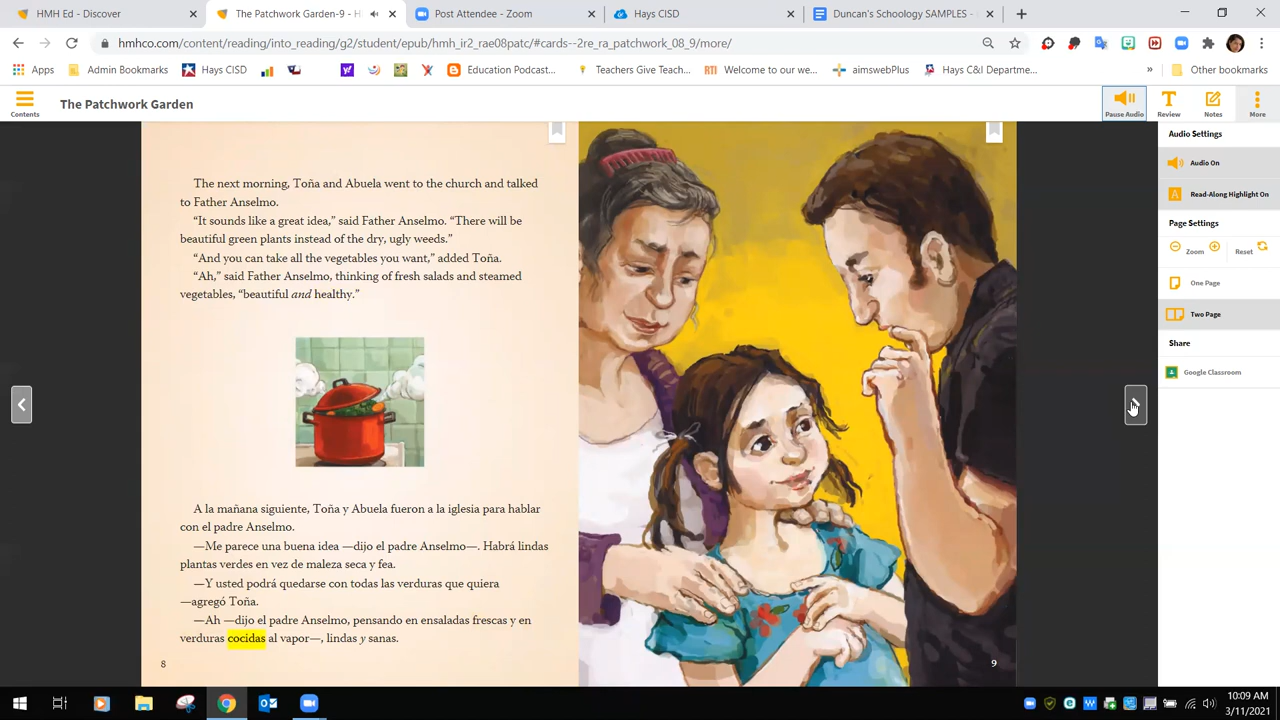 HMH Ed - Discover
The Patchwork Garden-9 - H
Post Attendee - Zoom
Hays CISD
Duncan's Schoology SAMPLES -
hmhco.com/content/reading/into_reading/g2/student/epub/hmh_ir2_rae08patc/#cards--2re_ra_patchwork_08_9/more/
Apps
Admin Bookmarks
Hays CISD
Education Podcast...
Teachers Give Teach...
RTI Welcome to our we...
aimswebPlus
Hays C&I Departme...
»
Other bookmarks
Contents
The Patchwork Garden
Pause Audio
Review
Notes
More
The next morning, Toña and Abuela went to the church and talked
to Father Anselmo.
“It sounds like a great idea,” said Father Anselmo. “There will be
beautiful green plants instead of the dry, ugly weeds.”
“And you can take all the vegetables you want,” added Toña.
“Ah,” said Father Anselmo, thinking of fresh salads and steamed
vegetables, “beautiful and healthy.”
A la mañana siguiente, Toña y Abuela fueron a la iglesia para hablar
con el padre Anselmo.
—Me parece una buena idea —dijo el padre Anselmo—. Habrá lindas
plantas verdes en vez de maleza seca y fea.
—Y usted podrá quedarse con todas las verduras que quiera
—agregó Toña.
—Ah —dijo el padre Anselmo, pensando en ensaladas frescas y en
verduras cocidas al vapor—, lindas y sanas.
8
9
Audio Settings
Audio On
A Read-Along Highlight On
Page Settings
Zoom
Reset
One Page
Two Page
Share
Google Classroom
10:09 AM
3/11/2021